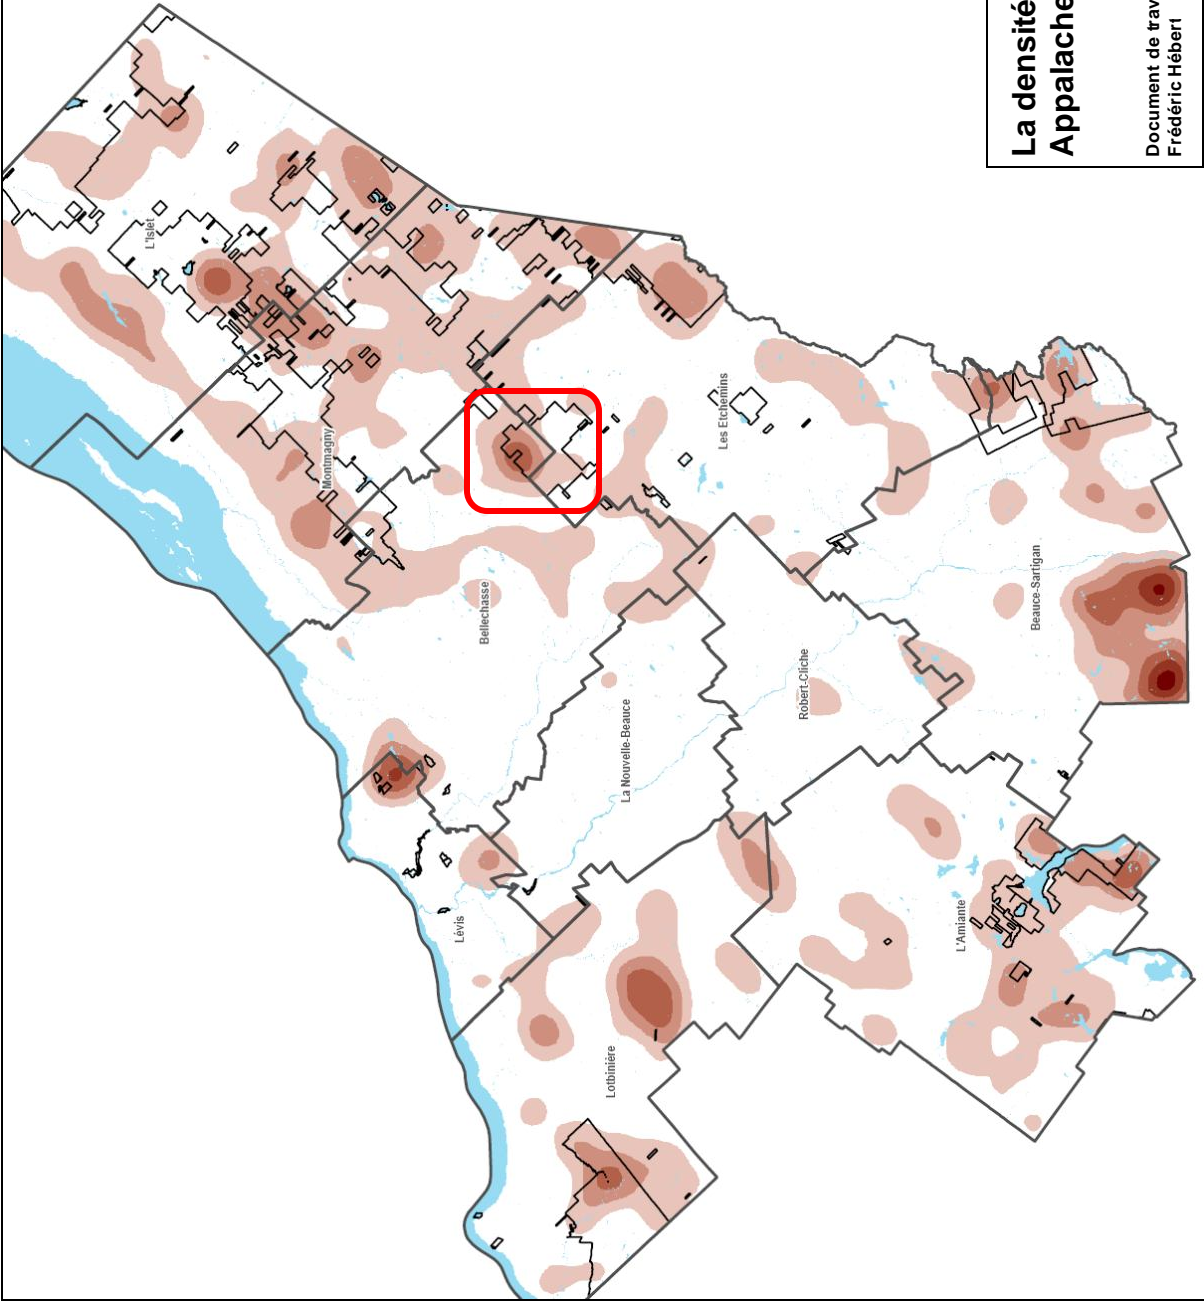 La densité
Appalache
Document de trav
Frédéric Hébert
L'Islet
Montmagny
Les Etchemins
Bellechasse
Beauce-Sartigan
Robert-Cliche
La Nouvelle-Beauce
Lévis
L'Amiante
Lotbinière